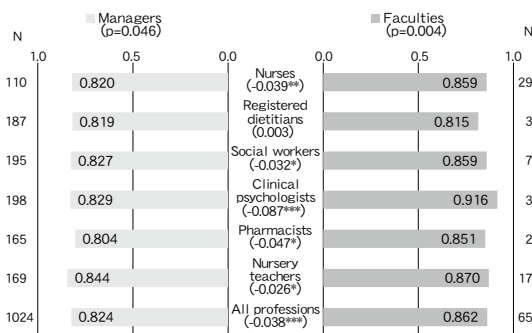 Managers
(p=0.046)
Faculties
(p=0.004)
N
N
1.0 0.5 0.0 0.0 0.5 1.0
110 0.820 Nurses 0.859 29
(-0.039**)
187 0.819 Registered 0.815 3
dietitians
(0.003)
195 0.827 Social workers 0.859 7
(-0.032*)
198 0.829 Clinical 0.916 3
psychologists
(-0.087***)
165 0.804 Pharmacists 0.851 2
(-0.047*)
169 0.844 Nursery 0.870 17
teachers
(-0.026*)
1024 0.824 All professions 0.862 65
(-0.038***)